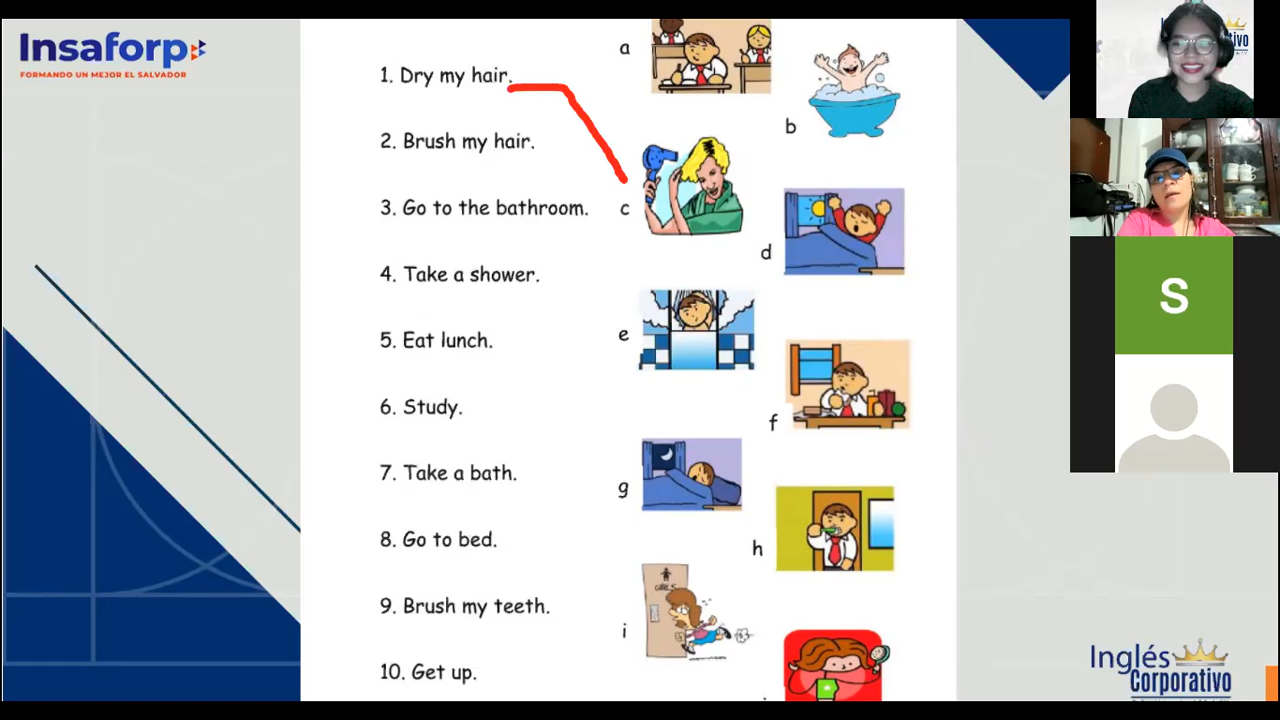 Insaforp
FORMANDO UN MEJOR EL SALVADOR
1. Dry my hair.
2. Brush my hair.
3. Go to the bathroom.
4. Take a shower.
5. Eat lunch.
6. Study.
7. Take a bath.
8. Go to bed.
9. Brush my teeth.
10. Get up.
a
b
c
d
e
f
g
h
i
GIRLS
S
Inglés
Corporativo